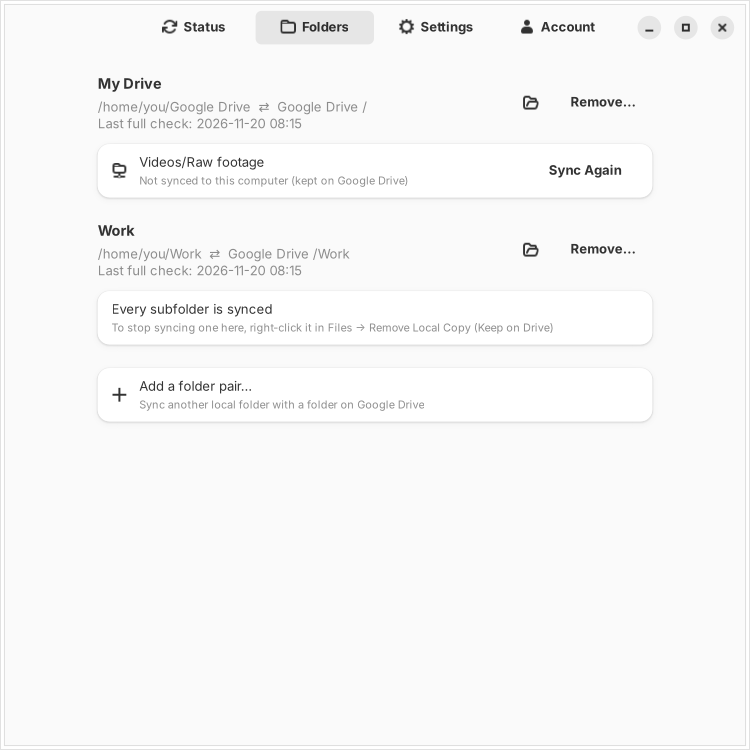 Status
Folders
Settings
Account
My Drive
/home/you/Google Drive ⇄ Google Drive /
Last full check: 2026-11-20 08:15
Remove…
Videos/Raw footage
Not synced to this computer (kept on Google Drive)
Sync Again
Work
/home/you/Work ⇄ Google Drive /Work
Last full check: 2026-11-20 08:15
Remove…
Every subfolder is synced
To stop syncing one here, right-click it in Files → Remove Local Copy (Keep on Drive)
Add a folder pair…
Sync another local folder with a folder on Google Drive